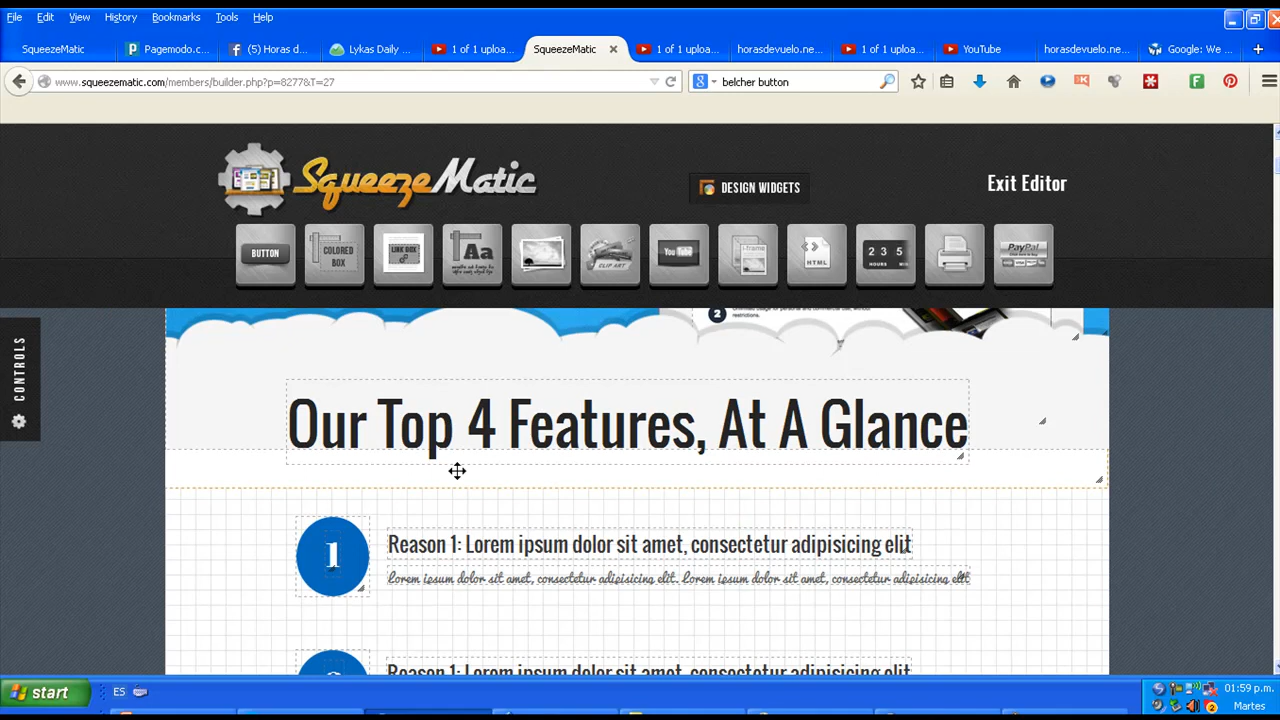 File Edit View History Bookmarks Tools Help
SqueezeMatic Pagemodo.c... (5) Horas d... Lykas Daily ... 1 of 1 uploa... SqueezeMatic 1 of 1 uploa... horasdevuelo.ne... 1 of 1 uploa... YouTube horasdevuelo.ne... Google: We ...
www.squeezematic.com/members/builder.php?p=8277&T=27 belcher button
SqueezeMatic
DESIGN WIDGETS
Exit Editor
BUTTON COLORED BOX LINK BOX Aa CLIP ART YouTube i-frame HTML 2 3 5 HOURS PayPal
CONTROLS
2 restrictions.
Our Top 4 Features, At A Glance
1 Reason 1: Lorem ipsum dolor sit amet, consectetur adipisicing elit
Lorem ipsum dolor sit amet, consectetur adipisicing elit. Lorem ipsum dolor sit amet, consectetur adipisicing elit
Reason 1: Lorem ipsum dolor sit amet, consectetur adipisicing elit
start ES 01:59 p.m.
Martes